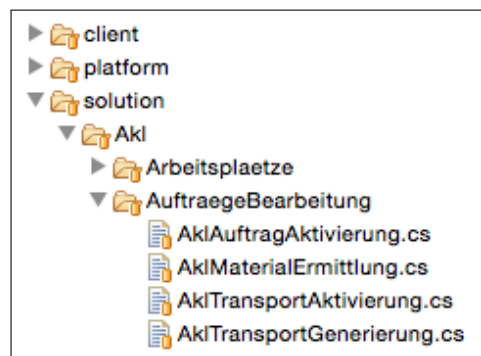 client
platform
solution
Akl
Arbeitsplaetze
AuftraegeBearbeitung
AklAuftragAktivierung.cs
AklMaterialErmittlung.cs
AklTransportAktivierung.cs
AklTransportGenerierung.cs